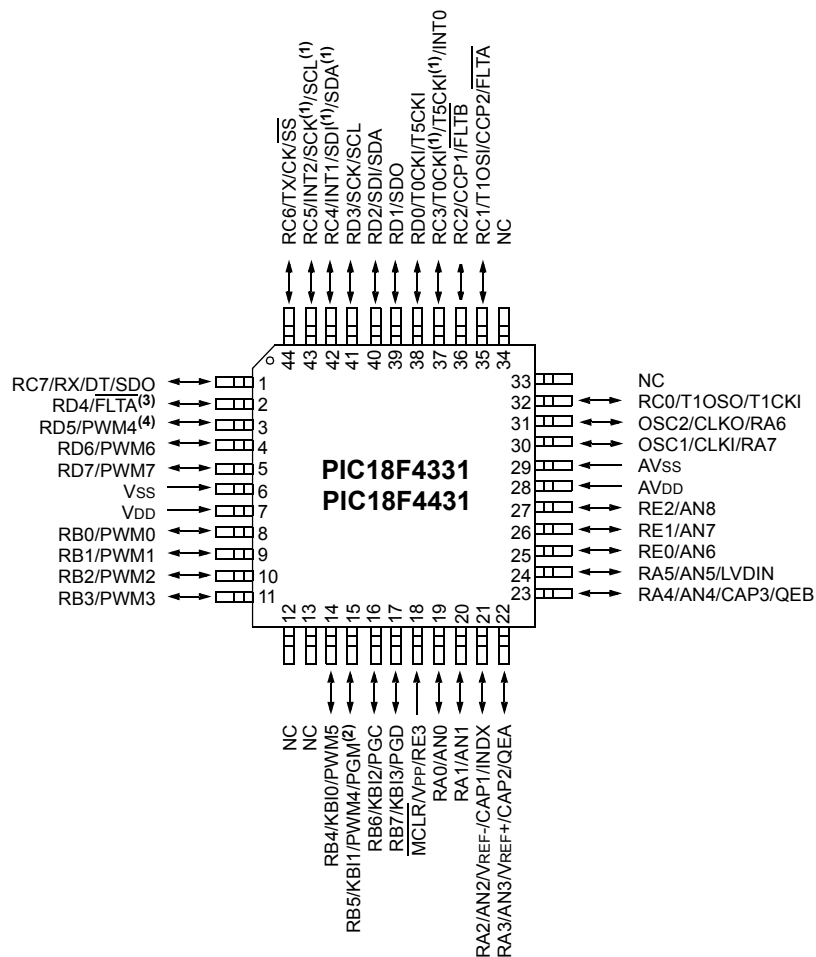 RC6/TX/CK/SS
RC5/INT2/SCK(1)/SCL(1)
RC4/INT1/SDI(1)/SDA(1)
RD3/SCK/SCL
RD2/SDI/SDA
RD1/SDO
RD0/T0CKI/T5CKI
RC3/T0CKI(1)/T5CKI(1)/INT0
RC2/CCP1/FLTB
RC1/T1OSI/CCP2/FLTA
NC
44
43
42
41
40
39
38
37
36
35
34
RC7/RX/DT/SDO 1
RD4/FLTA(3) 2
RD5/PWM4(4) 3
RD6/PWM6 4
RD7/PWM7 5
VSS 6
VDD 7
RB0/PWM0 8
RB1/PWM1 9
RB2/PWM2 10
RB3/PWM3 11
PIC18F4331
PIC18F4431
33 NC
32 RC0/T1OSO/T1CKI
31 OSC2/CLKO/RA6
30 OSC1/CLKI/RA7
29 AVSS
28 AVDD
27 RE2/AN8
26 RE1/AN7
25 RE0/AN6
24 RA5/AN5/LVDIN
23 RA4/AN4/CAP3/QEB
12
13
14
15
16
17
18
19
20
21
22
NC
NC
RB4/KBI0/PWM5
RB5/KBI1/PWM4/PGM(2)
RB6/KBI2/PGC
RB7/KBI3/PGD
MCLR/VPP/RE3
RA0/AN0
RA1/AN1
RA2/AN2/VREF-/CAP1/INDX
RA3/AN3/VREF+/CAP2/QEA